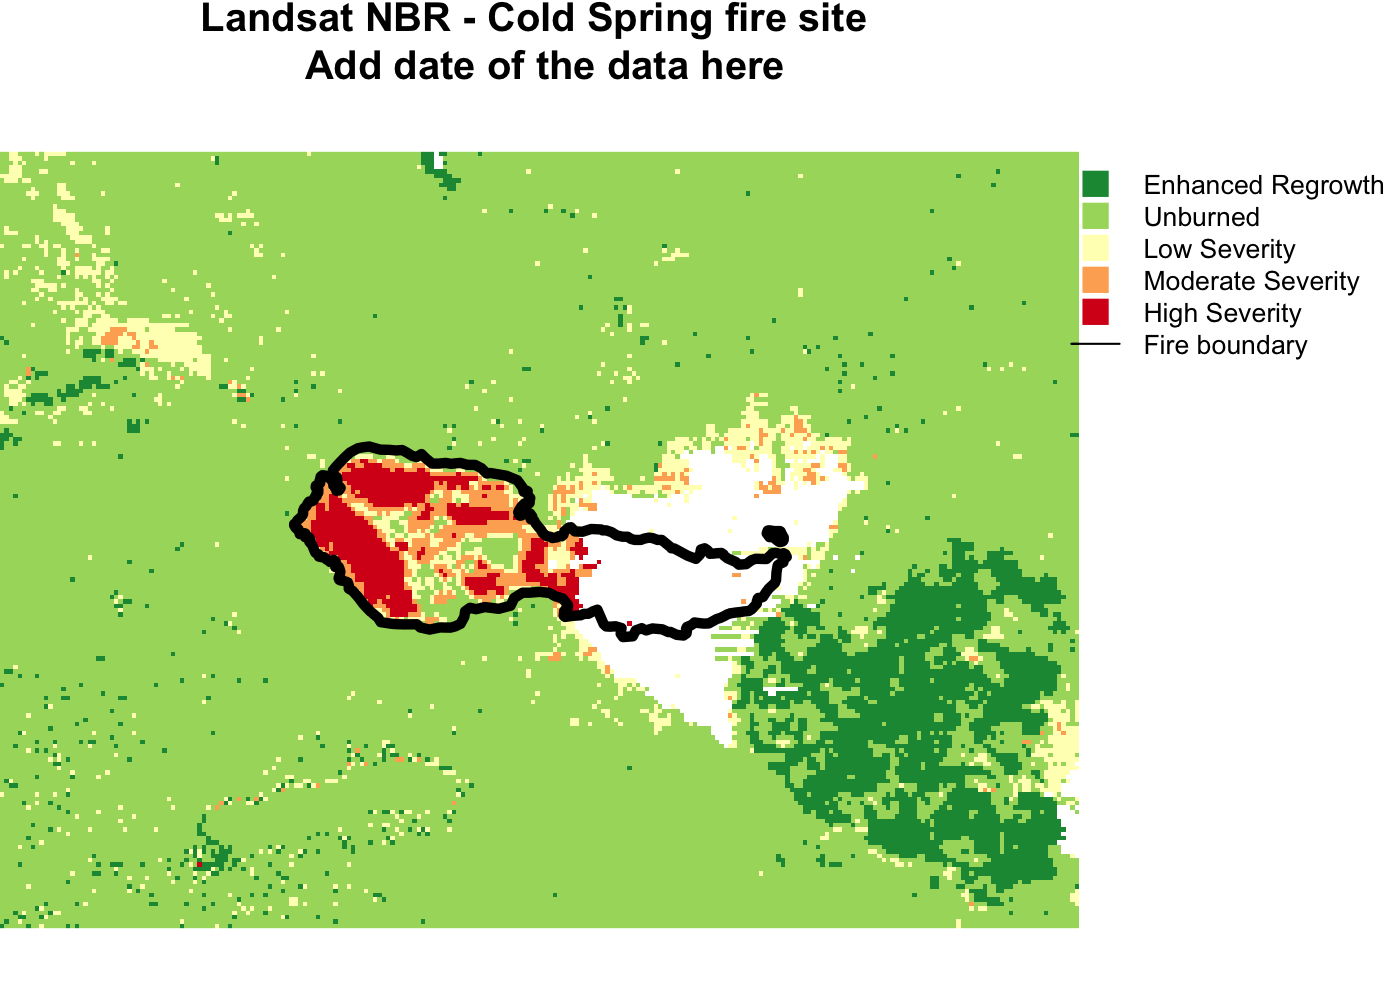 Landsat NBR - Cold Spring fire site
Add date of the data here
Enhanced Regrowth
Unburned
Low Severity
Moderate Severity
High Severity
Fire boundary